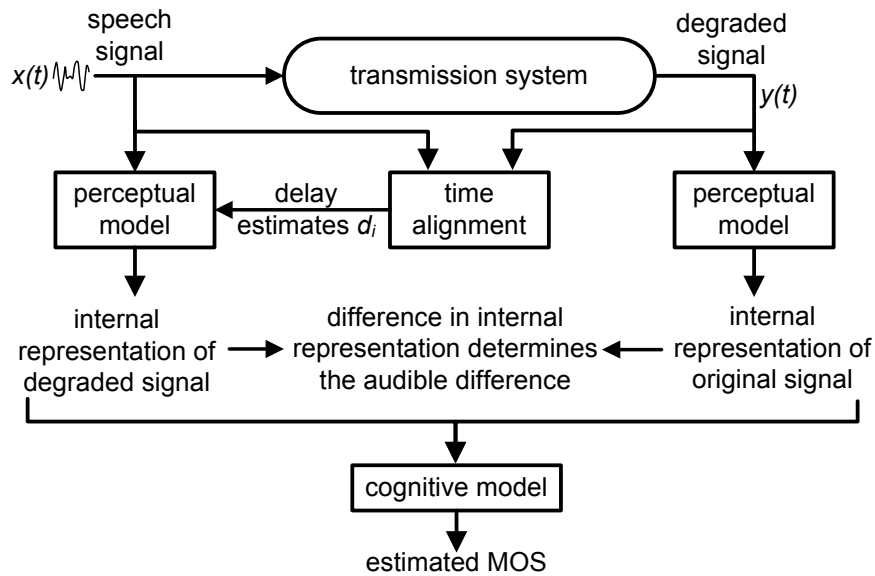 speech
signal
degraded
signal
x(t)
transmission system
y(t)
perceptual
model
delay
estimates d_i
time
alignment
perceptual
model
internal
representation of
degraded signal
difference in internal
representation determines
the audible difference
internal
representation of
original signal
cognitive model
estimated MOS